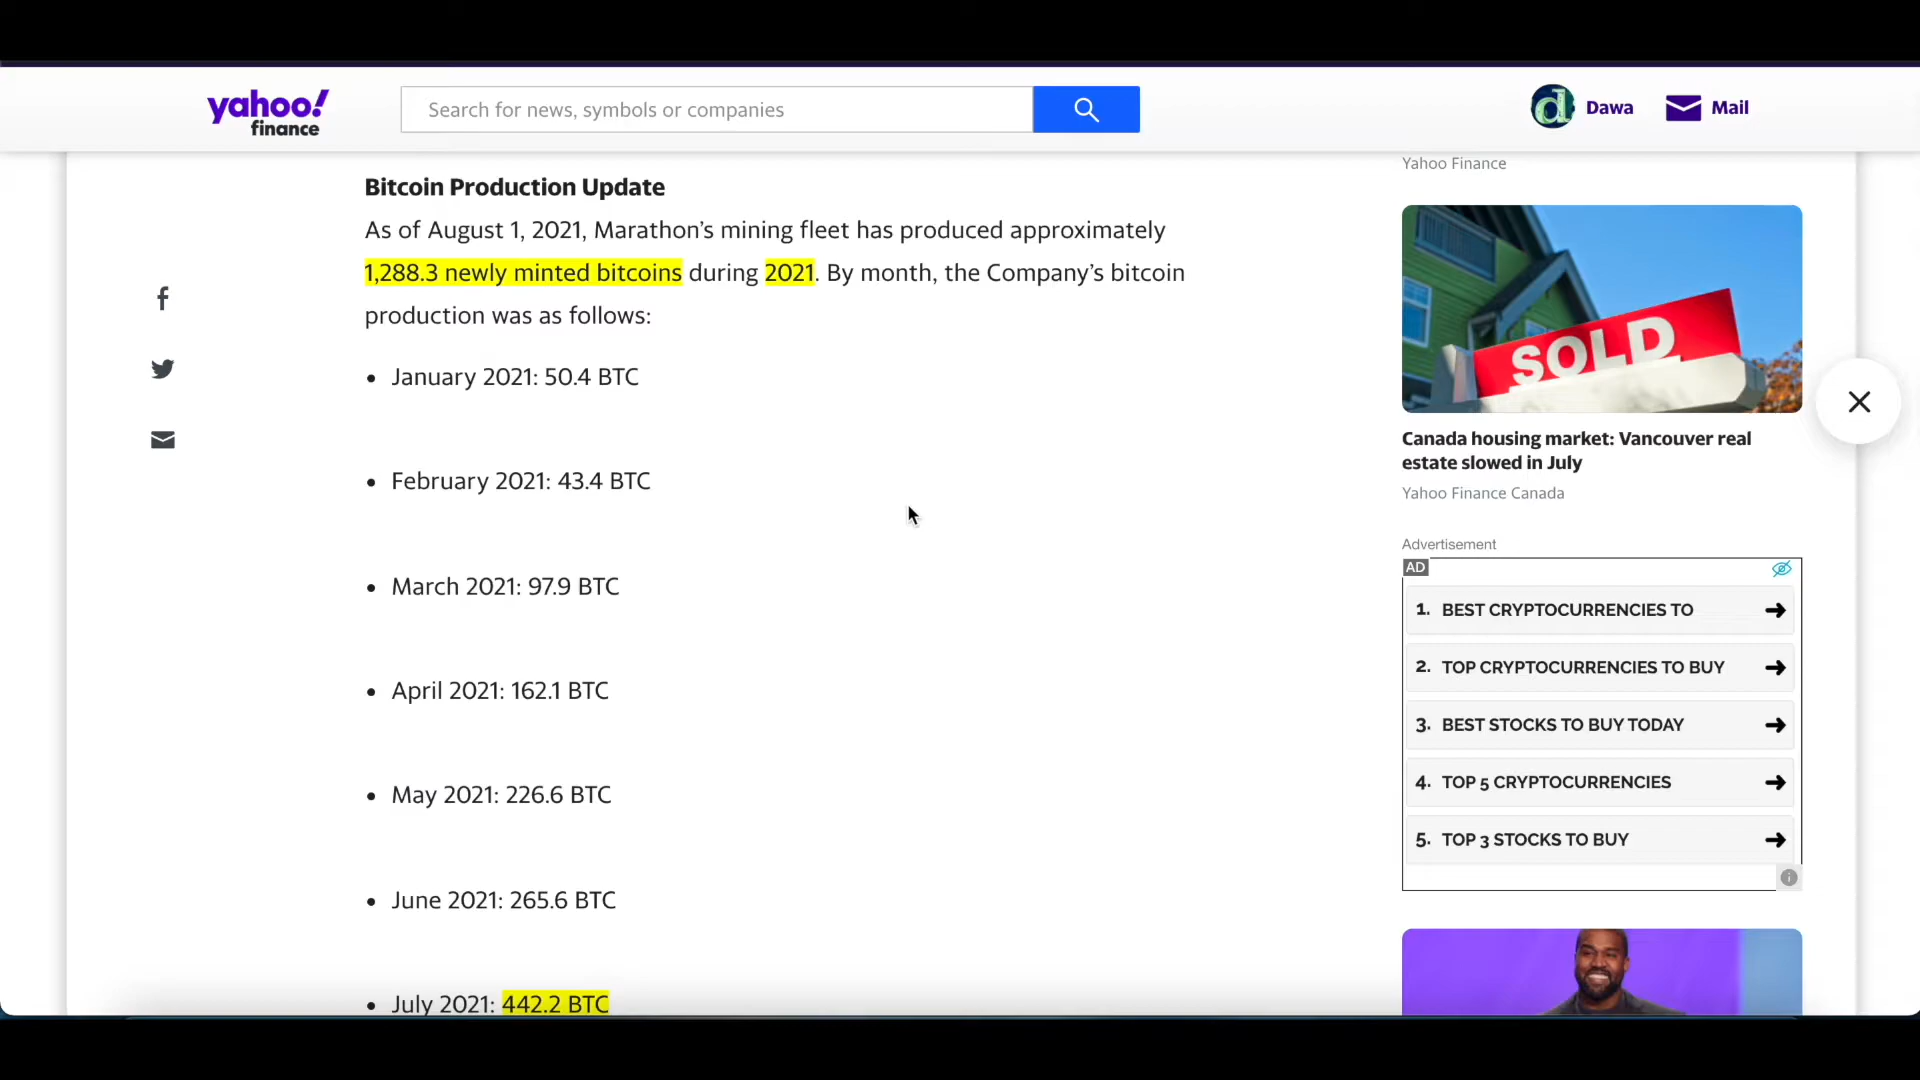 yahoo!
finance
Search for news, symbols or companies
Dawa
Mail
Bitcoin Production Update
As of August 1, 2021, Marathon’s mining fleet has produced approximately
1,288.3 newly minted bitcoins during 2021. By month, the Company’s bitcoin
production was as follows:
• January 2021: 50.4 BTC
• February 2021: 43.4 BTC
• March 2021: 97.9 BTC
• April 2021: 162.1 BTC
• May 2021: 226.6 BTC
• June 2021: 265.6 BTC
• July 2021: 442.2 BTC
Yahoo Finance
SOLD
Canada housing market: Vancouver real
estate slowed in July
Yahoo Finance Canada
Advertisement
AD
1. BEST CRYPTOCURRENCIES TO
2. TOP CRYPTOCURRENCIES TO BUY
3. BEST STOCKS TO BUY TODAY
4. TOP 5 CRYPTOCURRENCIES
5. TOP 3 STOCKS TO BUY